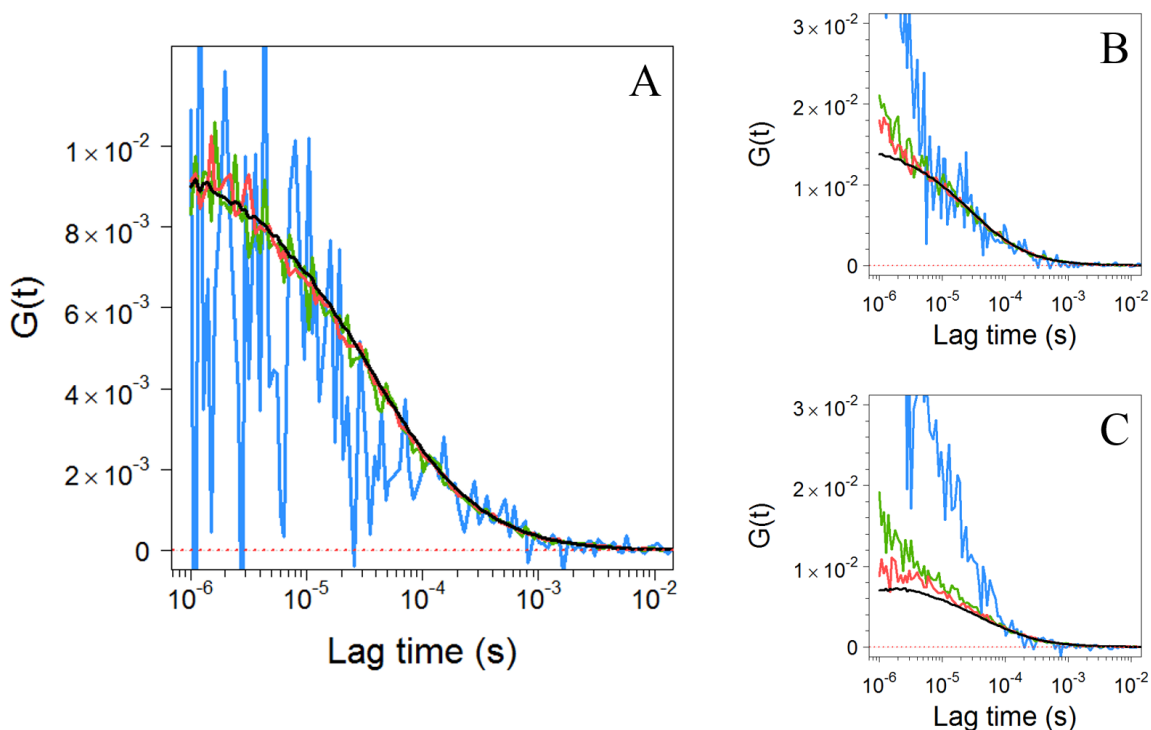 A
1 × 10⁻²
8 × 10⁻³
6 × 10⁻³
4 × 10⁻³
2 × 10⁻³
0
G(t)
10⁻⁶ 10⁻⁵ 10⁻⁴ 10⁻³ 10⁻²
Lag time (s)
B
3 × 10⁻²
2 × 10⁻²
1 × 10⁻²
0
G(t)
10⁻⁶ 10⁻⁵ 10⁻⁴ 10⁻³ 10⁻²
Lag time (s)
C
3 × 10⁻²
2 × 10⁻²
1 × 10⁻²
0
G(t)
10⁻⁶ 10⁻⁵ 10⁻⁴ 10⁻³ 10⁻²
Lag time (s)